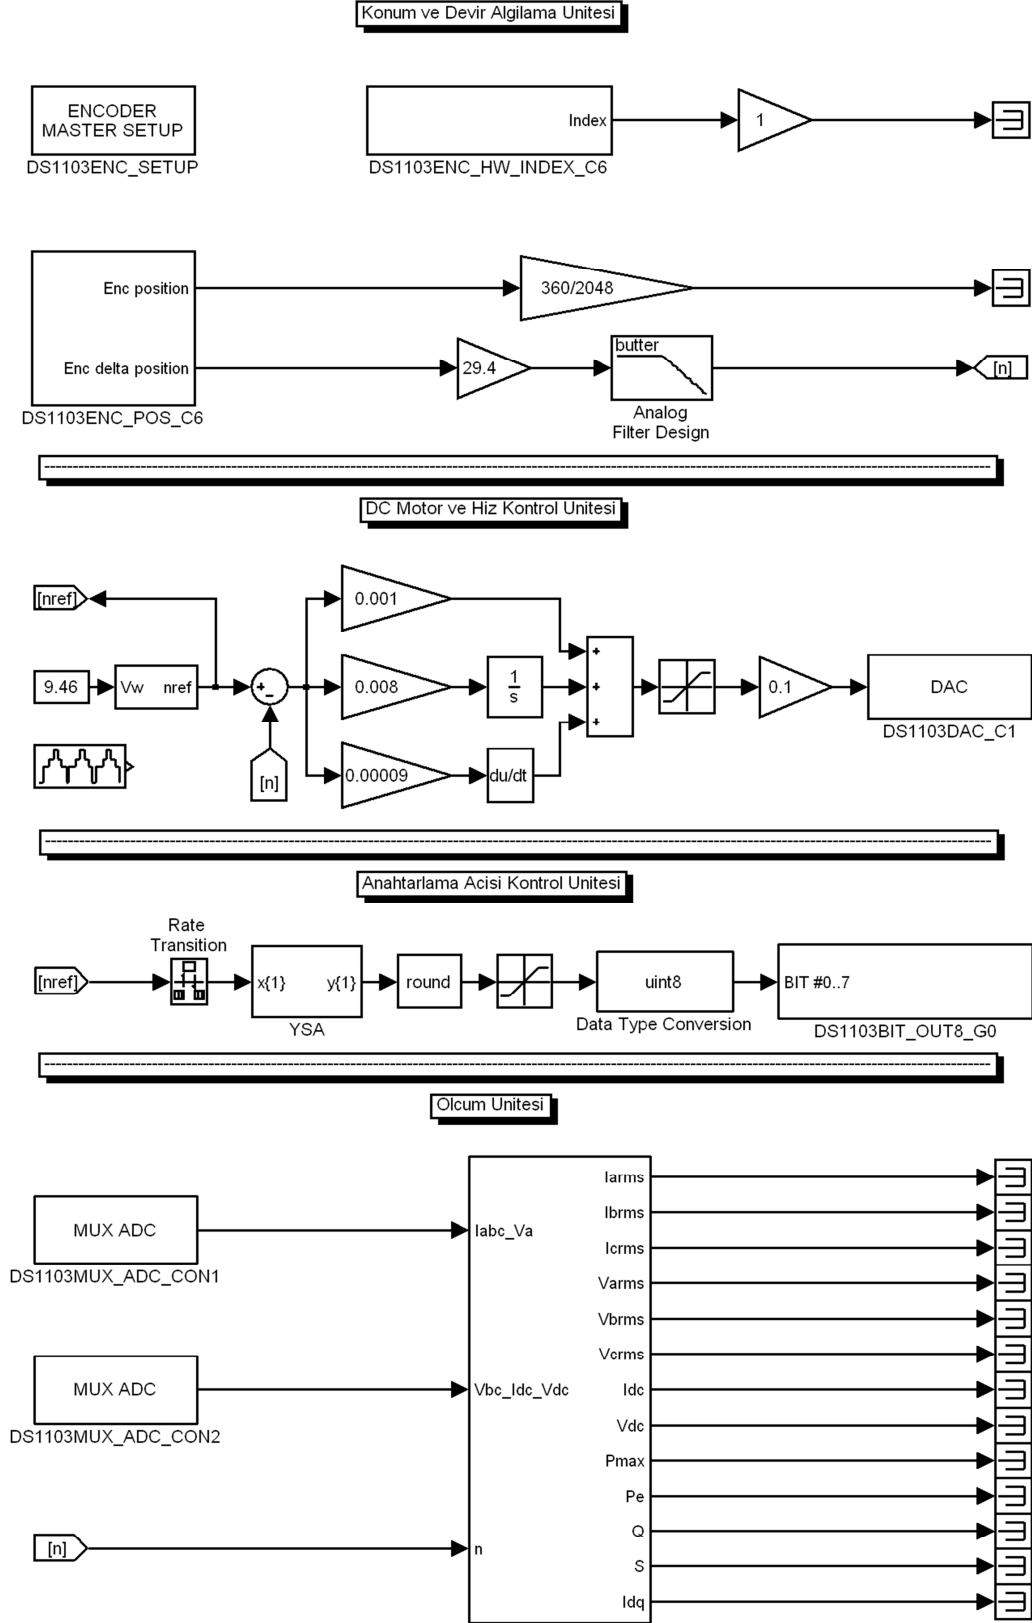 Konum ve Devir Algilama Unitesi
ENCODER
MASTER SETUP
DS1103ENC_SETUP
Index
DS1103ENC_HW_INDEX_C6
1
Enc position
Enc delta position
DS1103ENC_POS_C6
360/2048
29.4
butter
Analog
Filter Design
[n]
DC Motor ve Hiz Kontrol Unitesi
[nref]
9.46
Vw nref
[n]
0.001
0.008
0.00009
1
s
du/dt
0.1
DAC
DS1103DAC_C1
Anahtarlama Acisi Kontrol Unitesi
[nref]
Rate
Transition
x{1} y{1}
YSA
round
uint8
Data Type Conversion
BIT #0..7
DS1103BIT_OUT8_G0
Olcum Unitesi
MUX ADC
DS1103MUX_ADC_CON1
MUX ADC
DS1103MUX_ADC_CON2
[n]
Iabc_Va
Vbc_Idc_Vdc
n
Iarms
Ibrms
Icrms
Varms
Vbrms
Vcrms
Idc
Vdc
Pmax
Pe
Q
S
Idq